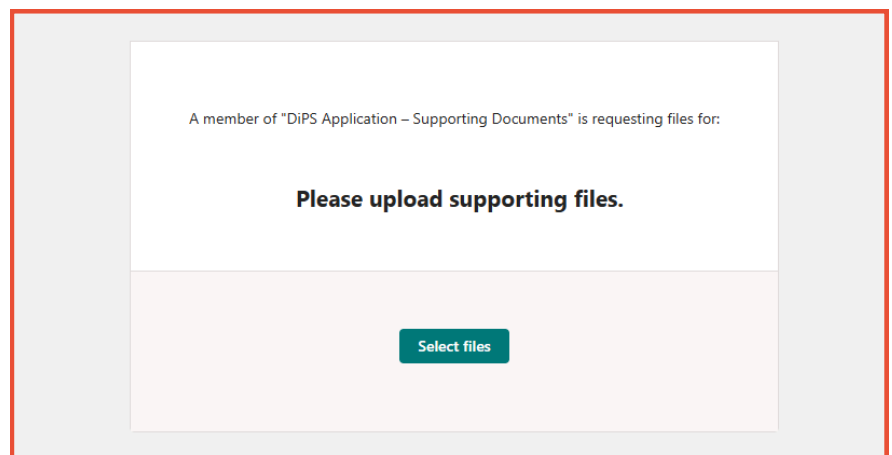 A member of "DiPS Application – Supporting Documents" is requesting files for:
Please upload supporting files.
Select files